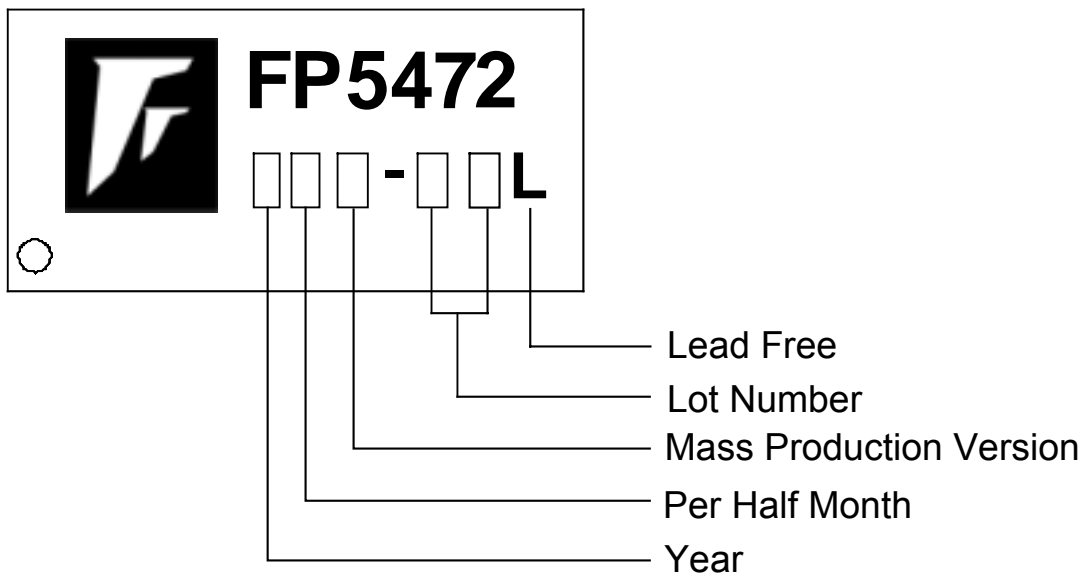 FP5472
-
L
Lead Free
Lot Number
Mass Production Version
Per Half Month
Year